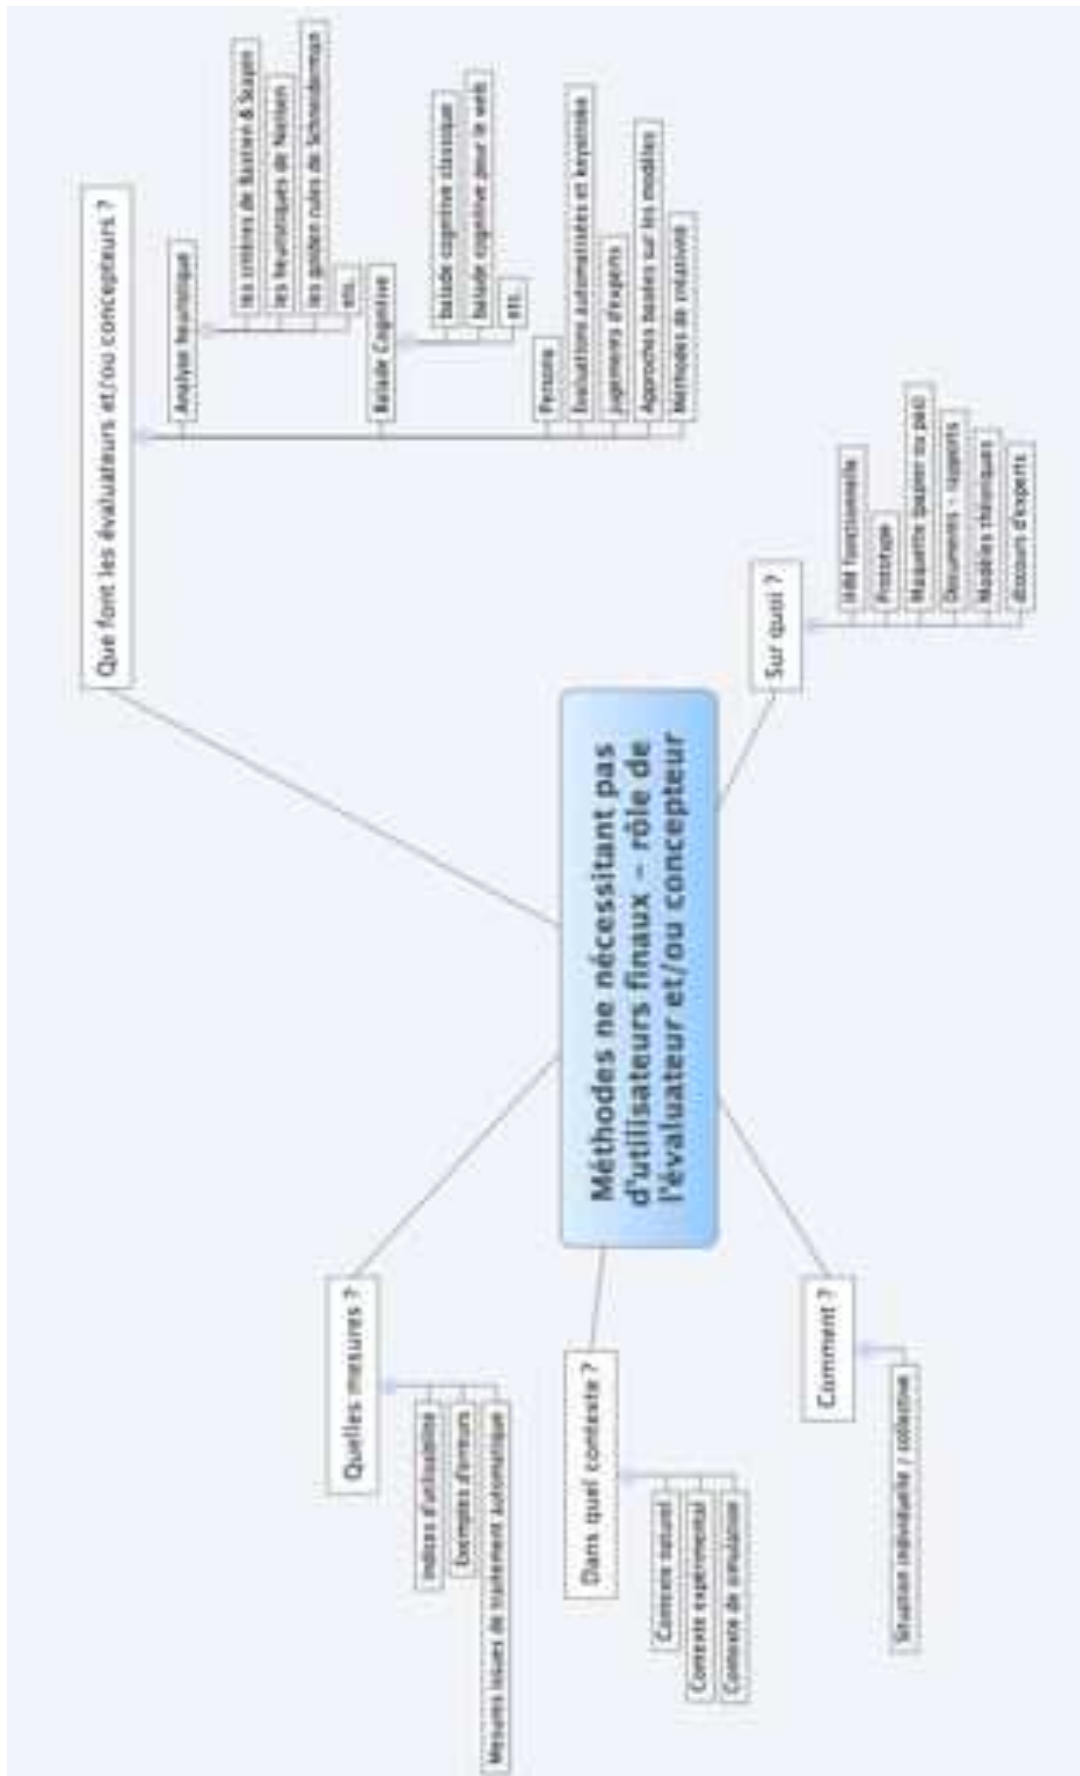 Méthodes ne nécessitant pas
d'utilisateurs finaux – rôle de
l'évaluateur et/ou concepteur
Que font les évaluateurs et/ou concepteurs ?
Analyse heuristique
les critères de Bastien & Scapin
les heuristiques de Nielsen
les golden rules de Schneiderman
etc.
Balade Cognitive
balade cognitive classique
balade cognitive pour le web
etc.
Persona
Evaluations automatisées et keystroke
Jugements d'experts
Approches basées sur les modèles
Méthodes de créativité
Sur quoi ?
IHM fonctionnelle
Prototype
Maquette (papier ou pas)
Documents - rapports
Modèles théoriques
discours d'experts
Comment ?
Situation individuelle / collective
Dans quel contexte ?
Contexte naturel
Contexte expérimental
Contexte de simulation
Quelles mesures ?
Indices d'utilisabilité
Exemples d'erreurs
Mesures issues de traitement automatique